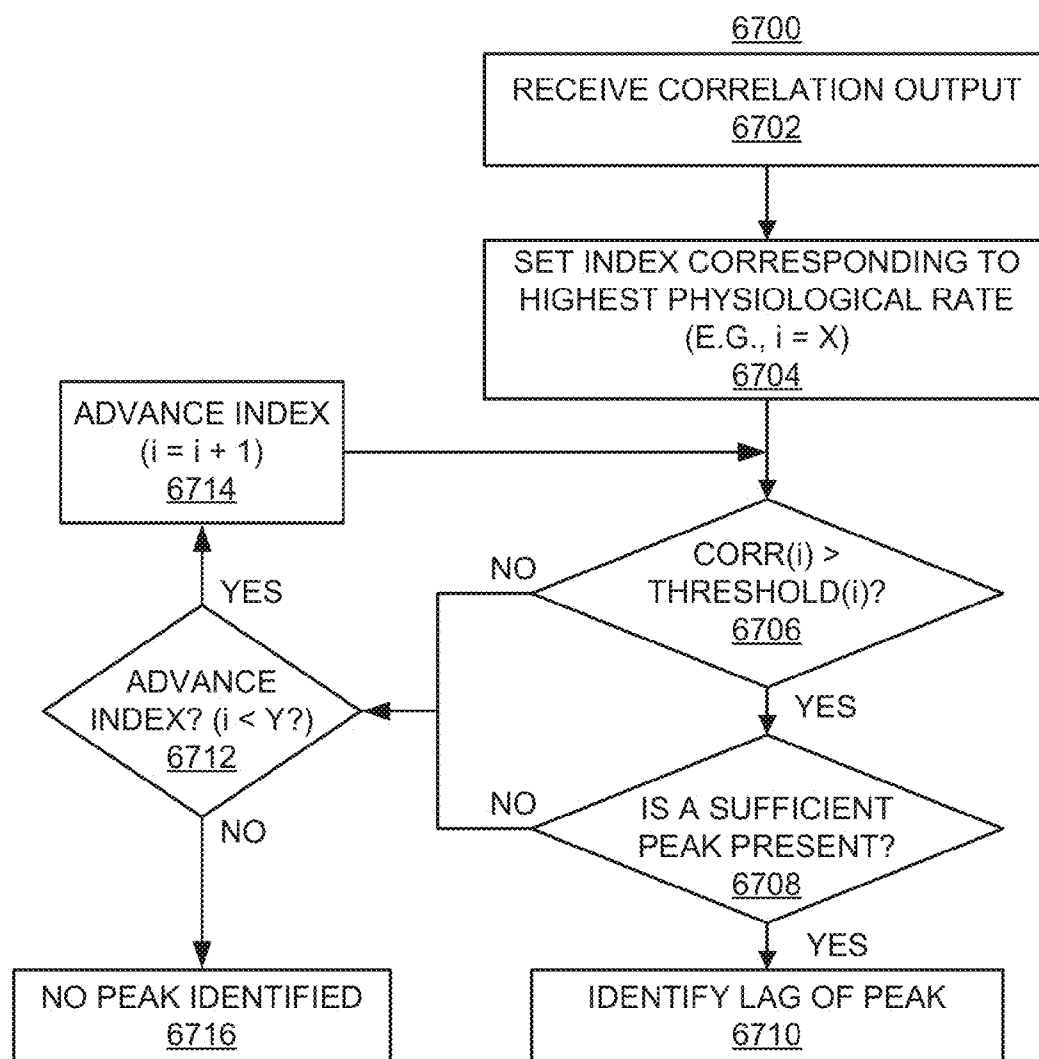 6700
RECEIVE CORRELATION OUTPUT
6702
SET INDEX CORRESPONDING TO
HIGHEST PHYSIOLOGICAL RATE
(E.G., i = X)
6704
ADVANCE INDEX
(i = i + 1)
6714
CORR(i) >
THRESHOLD(i)?
6706
NO
YES
YES
ADVANCE
INDEX? (i < Y?)
6712
NO
IS A SUFFICIENT
PEAK PRESENT?
6708
NO
YES
NO PEAK IDENTIFIED
6716
IDENTIFY LAG OF PEAK
6710